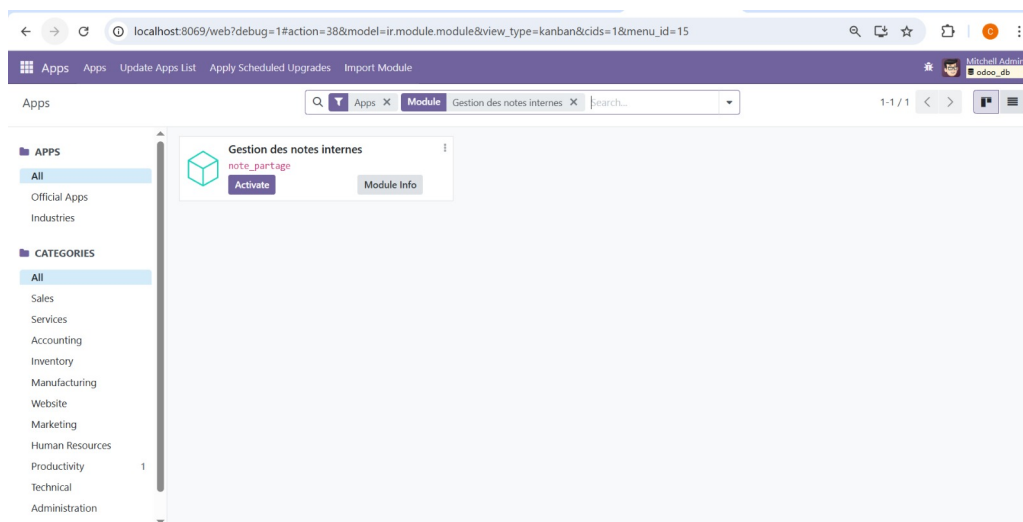 localhost:8069/web?debug=1#action=38&model=ir.module.module&view_type=kanban&cids=1&menu_id=15
C
Apps Apps Update Apps List Apply Scheduled Upgrades Import Module
Mitchell Admin
odoo_db
Apps
Apps × Module Gestion des notes internes × Search...
1-1 / 1
APPS
All
Official Apps
Industries
CATEGORIES
All
Sales
Services
Accounting
Inventory
Manufacturing
Website
Marketing
Human Resources
Productivity 1
Technical
Administration
Gestion des notes internes
note_partage
Activate Module Info